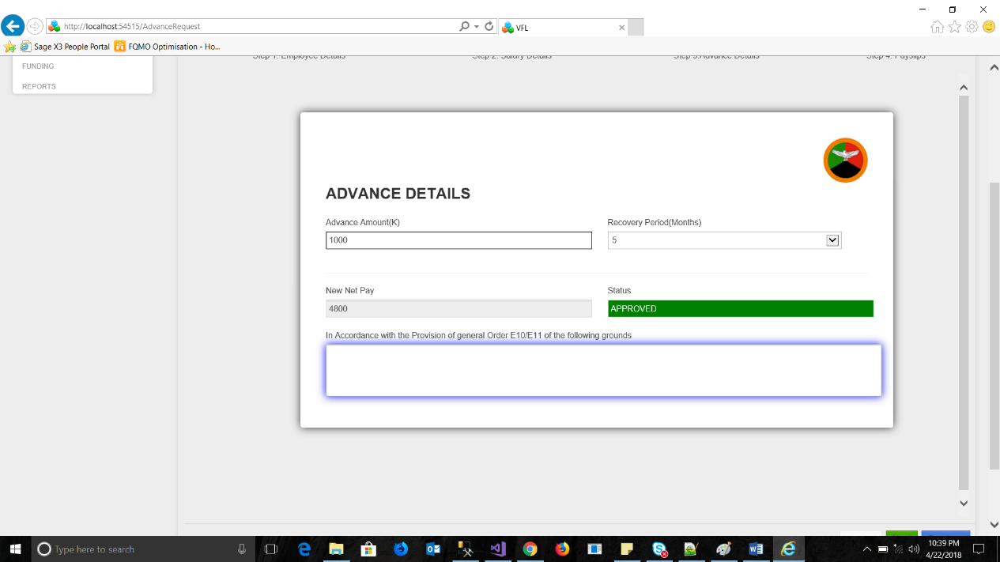 http://localhost:54515/AdvanceRequest
VFL
Sage X3 People Portal
FQMO Optimisation - Ho...
Step 1: Employee Details
Step 2: Salary Details
Step 3:Advance Details
Step 4: Payslips
FUNDING
REPORTS
ADVANCE DETAILS
Advance Amount(K)
Recovery Period(Months)
1000
5
New Net Pay
Status
4800
APPROVED
In Accordance with the Provision of general Order E10/E11 of the following grounds
Type here to search
10:39 PM
4/22/2018